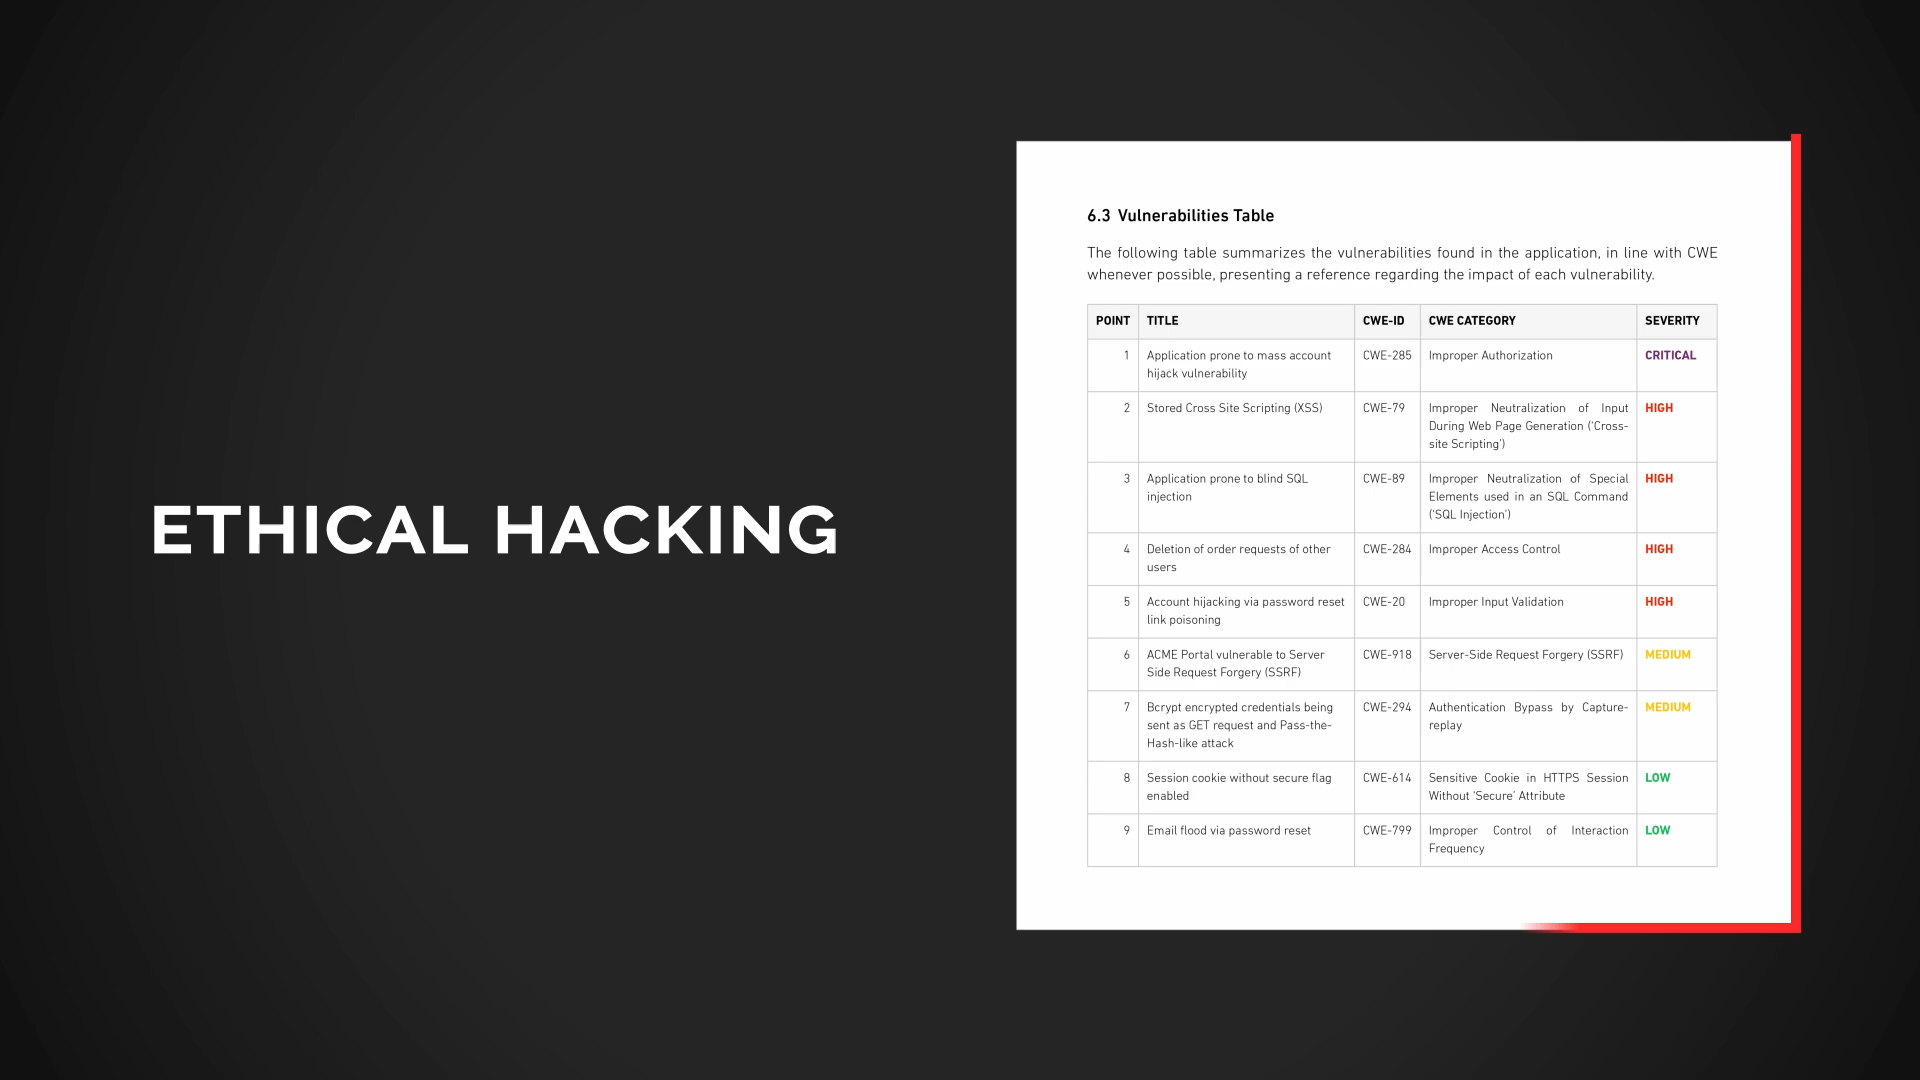 ETHICAL HACKING
6.3 Vulnerabilities Table
The following table summarizes the vulnerabilities found in the application, in line with CWE
whenever possible, presenting a reference regarding the impact of each vulnerability.
POINT TITLE CWE-ID CWE CATEGORY SEVERITY
1 Application prone to mass account CWE-285 Improper Authorization CRITICAL
hijack vulnerability
2 Stored Cross Site Scripting (XSS) CWE-79 Improper Neutralization of Input HIGH
During Web Page Generation ('Cross-
site Scripting')
3 Application prone to blind SQL CWE-89 Improper Neutralization of Special HIGH
injection Elements used in an SQL Command
('SQL Injection')
4 Deletion of order requests of other CWE-284 Improper Access Control HIGH
users
5 Account hijacking via password reset CWE-20 Improper Input Validation HIGH
link poisoning
6 ACME Portal vulnerable to Server CWE-918 Server-Side Request Forgery (SSRF) MEDIUM
Side Request Forgery (SSRF)
7 Bcrypt encrypted credentials being CWE-294 Authentication Bypass by Capture- MEDIUM
sent as GET request and Pass-the- replay
Hash-like attack
8 Session cookie without secure flag CWE-614 Sensitive Cookie in HTTPS Session LOW
enabled Without 'Secure' Attribute
9 Email flood via password reset CWE-799 Improper Control of Interaction LOW
Frequency